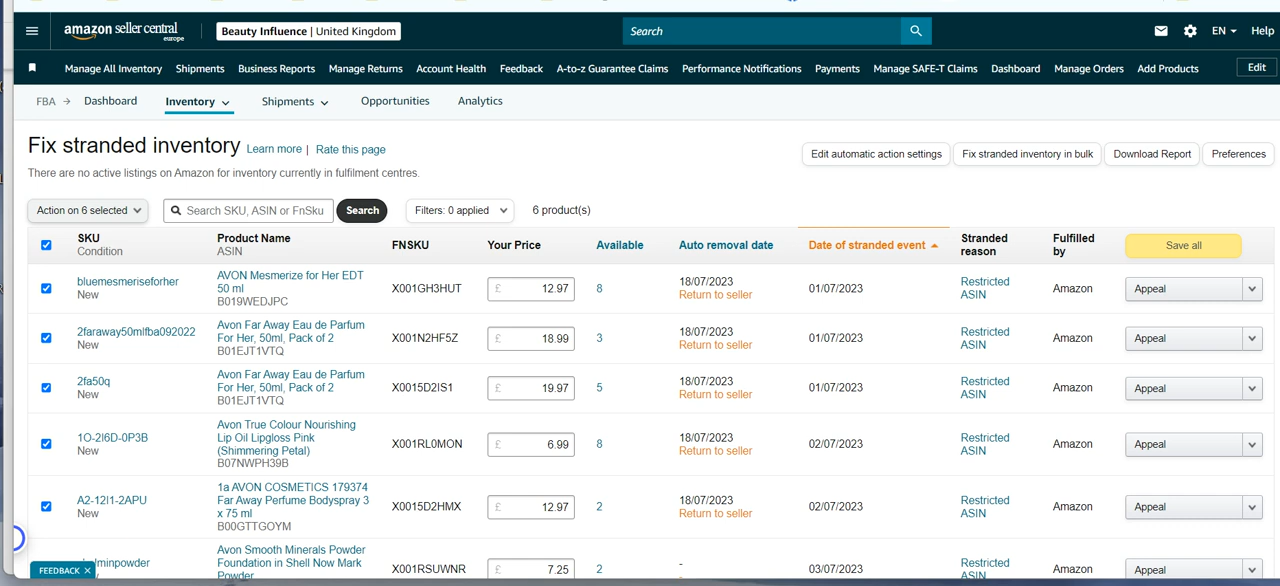 amazon seller central
europe
Beauty Influence | United Kingdom
Search
EN
Help
Manage All Inventory
Shipments
Business Reports
Manage Returns
Account Health
Feedback
A-to-z Guarantee Claims
Performance Notifications
Payments
Manage SAFE-T Claims
Dashboard
Manage Orders
Add Products
Edit
FBA
Dashboard
Inventory
Shipments
Opportunities
Analytics
Fix stranded inventory Learn more | Rate this page
There are no active listings on Amazon for inventory currently in fulfilment centres.
Edit automatic action settings
Fix stranded inventory in bulk
Download Report
Preferences
Action on 6 selected
Search SKU, ASIN or FnSku
Search
Filters: 0 applied
6 product(s)
SKU
Condition
Product Name
ASIN
FNSKU
Your Price
Available
Auto removal date
Date of stranded event
Stranded
reason
Fulfilled
by
Save all
bluemesmeriseforher
New
AVON Mesmerize for Her EDT
50 ml
B019WEDJPC
X001GH3HUT
£ 12.97
8
18/07/2023
Return to seller
01/07/2023
Restricted
ASIN
Amazon
Appeal
2faraway50mlfba092022
New
Avon Far Away Eau de Parfum
For Her, 50ml, Pack of 2
B01EJT1VTQ
X001N2HF5Z
£ 18.99
3
18/07/2023
Return to seller
01/07/2023
Restricted
ASIN
Amazon
Appeal
2fa50q
New
Avon Far Away Eau de Parfum
For Her, 50ml, Pack of 2
B01EJT1VTQ
X0015D2IS1
£ 19.97
5
18/07/2023
Return to seller
01/07/2023
Restricted
ASIN
Amazon
Appeal
1O-2I6D-0P3B
New
Avon True Colour Nourishing
Lip Oil Lipgloss Pink
(Shimmering Petal)
B07NWPH39B
X001RL0MON
£ 6.99
8
18/07/2023
Return to seller
02/07/2023
Restricted
ASIN
Amazon
Appeal
A2-12I1-2APU
New
1a AVON COSMETICS 179374
Far Away Perfume Bodyspray 3
x 75 ml
B00GTTGOYM
X0015D2HMX
£ 12.97
2
18/07/2023
Return to seller
02/07/2023
Restricted
ASIN
Amazon
Appeal
Avon Smooth Minerals Powder
Foundation in Shell Now Mark
Powder
X001RSUWNR
£ 7.25
2
-
-
03/07/2023
Restricted
ASIN
Amazon
Appeal
FEEDBACK ×